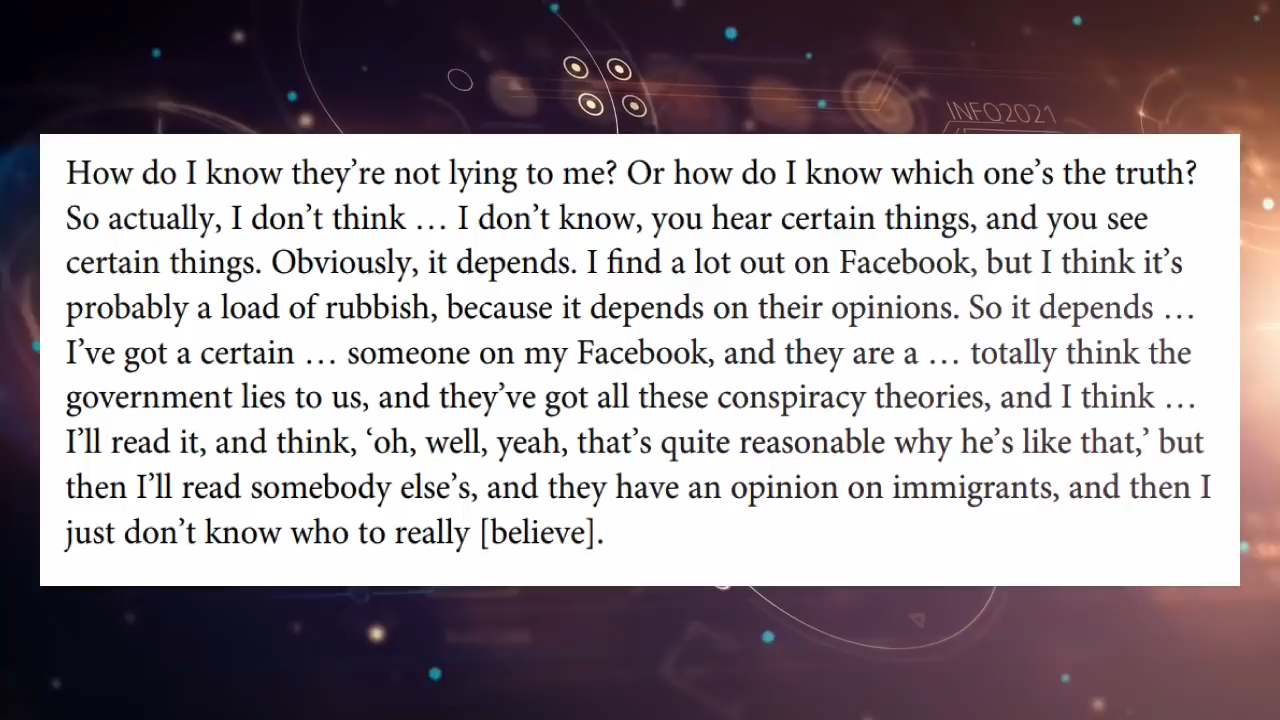 INFO2021
How do I know they’re not lying to me? Or how do I know which one’s the truth?
So actually, I don’t think … I don’t know, you hear certain things, and you see
certain things. Obviously, it depends. I find a lot out on Facebook, but I think it’s
probably a load of rubbish, because it depends on their opinions. So it depends …
I’ve got a certain … someone on my Facebook, and they are a … totally think the
government lies to us, and they’ve got all these conspiracy theories, and I think …
I’ll read it, and think, ‘oh, well, yeah, that’s quite reasonable why he’s like that,’ but
then I’ll read somebody else’s, and they have an opinion on immigrants, and then I
just don’t know who to really [believe].